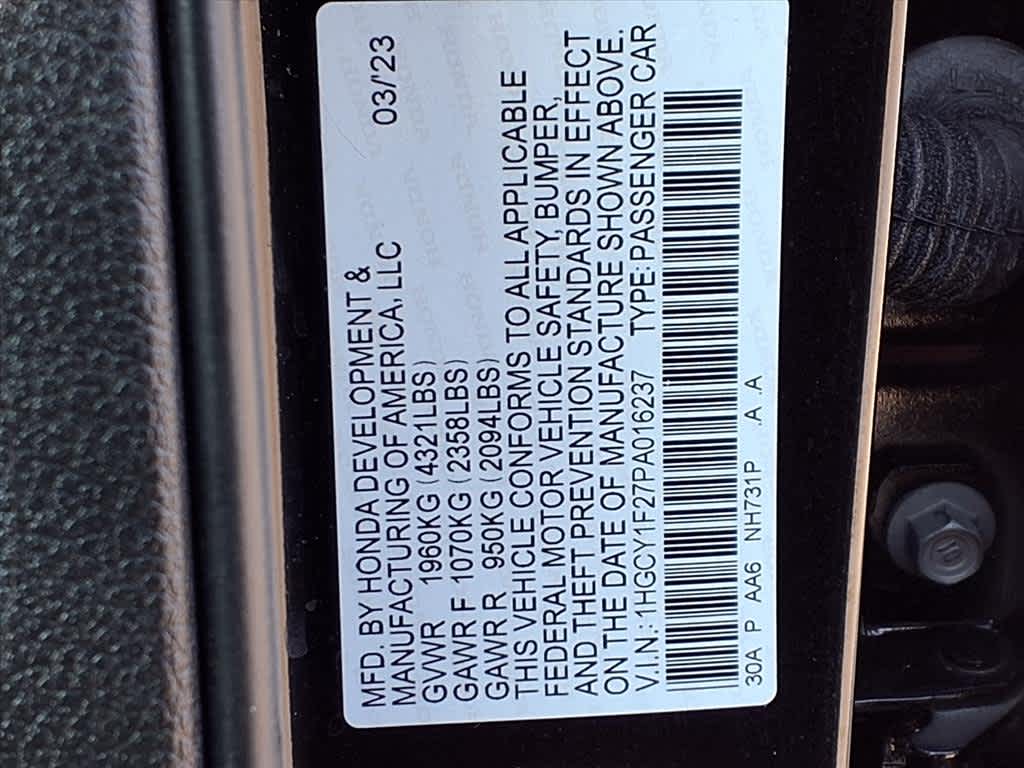 MFD. BY HONDA DEVELOPMENT &
MANUFACTURING OF AMERICA, LLC 03/'23
GVWR 1960KG (4321LBS)
GAWR F 1070KG (2358LBS)
GAWR R 950KG (2094LBS)
THIS VEHICLE CONFORMS TO ALL APPLICABLE
FEDERAL MOTOR VEHICLE SAFETY, BUMPER,
AND THEFT PREVENTION STANDARDS IN EFFECT
ON THE DATE OF MANUFACTURE SHOWN ABOVE.
V.I.N.: 1HGCY1F27PA016237 TYPE: PASSENGER CAR
30A P AA6 NH731P .A .A
10